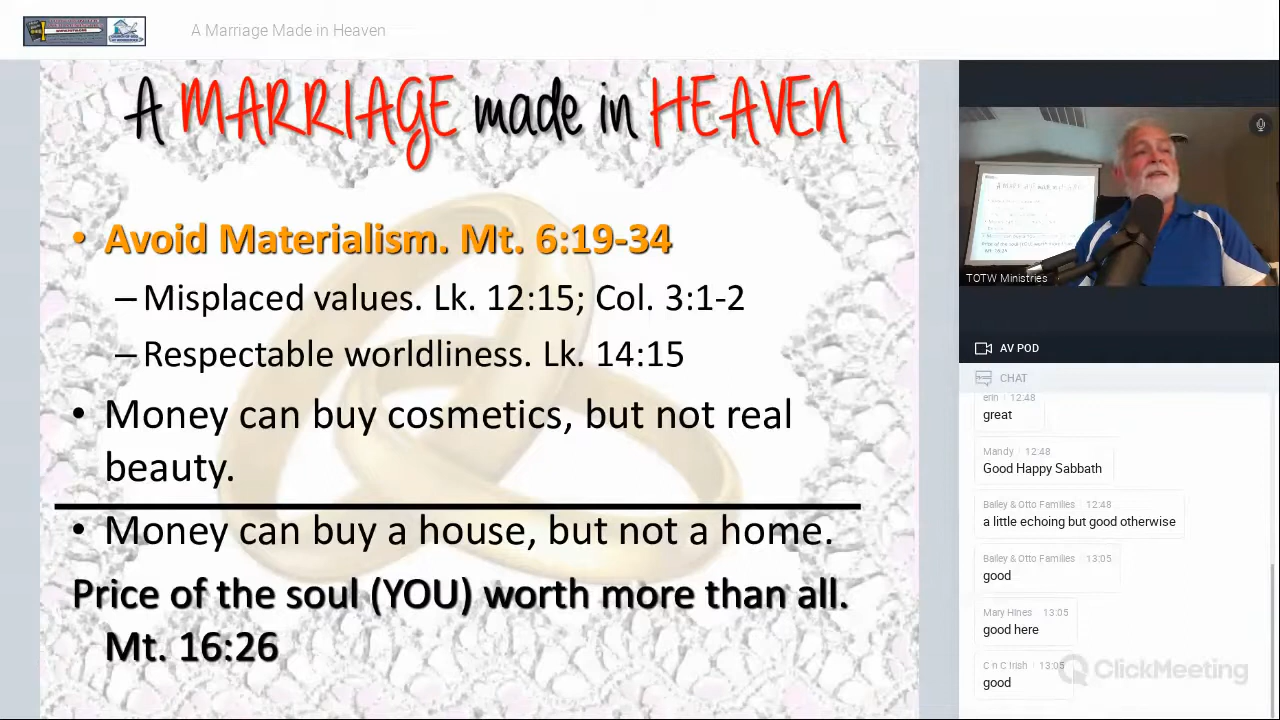 A Marriage Made in Heaven
A MARRIAGE made in HEAVEN
• Avoid Materialism. Mt. 6:19-34
– Misplaced values. Lk. 12:15; Col. 3:1-2
– Respectable worldliness. Lk. 14:15
• Money can buy cosmetics, but not real
beauty.
• Money can buy a house, but not a home.
Price of the soul (YOU) worth more than all.
Mt. 16:26
TOTW Ministries
AV POD
CHAT
erin 12:48
great
Mandy 12:48
Good Happy Sabbath
Bailey & Otto Families 12:48
a little echoing but good otherwise
Bailey & Otto Families 13:05
good
Mary Hines 13:05
good here
C n C Irish 13:05
good
ClickMeeting